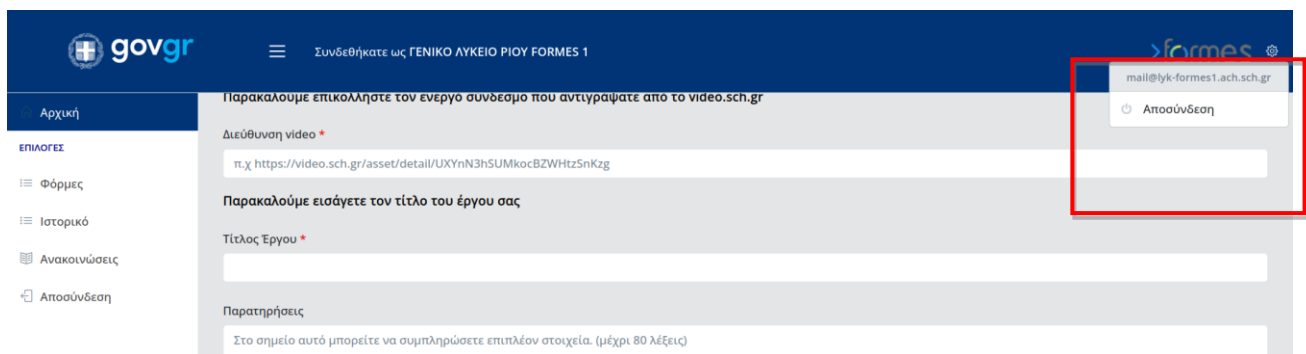 govgr
Συνδεθήκατε ως ΓΕΝΙΚΟ ΛΥΚΕΙΟ ΡΙΟΥ FORMES 1
formes
mail@lyk-formes1.ach.sch.gr
Αποσύνδεση
Αρχική
ΕΠΙΛΟΓΕΣ
Φόρμες
Ιστορικό
Ανακοινώσεις
Αποσύνδεση
Παρακαλούμε επικολλήστε τον ενεργό σύνδεσμο που αντιγράψατε από το video.sch.gr
Διεύθυνση video *
π.χ https://video.sch.gr/asset/detail/UXYnN3hSUMkocBZWHtzSnKzg
Παρακαλούμε εισάγετε τον τίτλο του έργου σας
Τίτλος Έργου *
Παρατηρήσεις
Στο σημείο αυτό μπορείτε να συμπληρώσετε επιπλέον στοιχεία. (μέχρι 80 λέξεις)